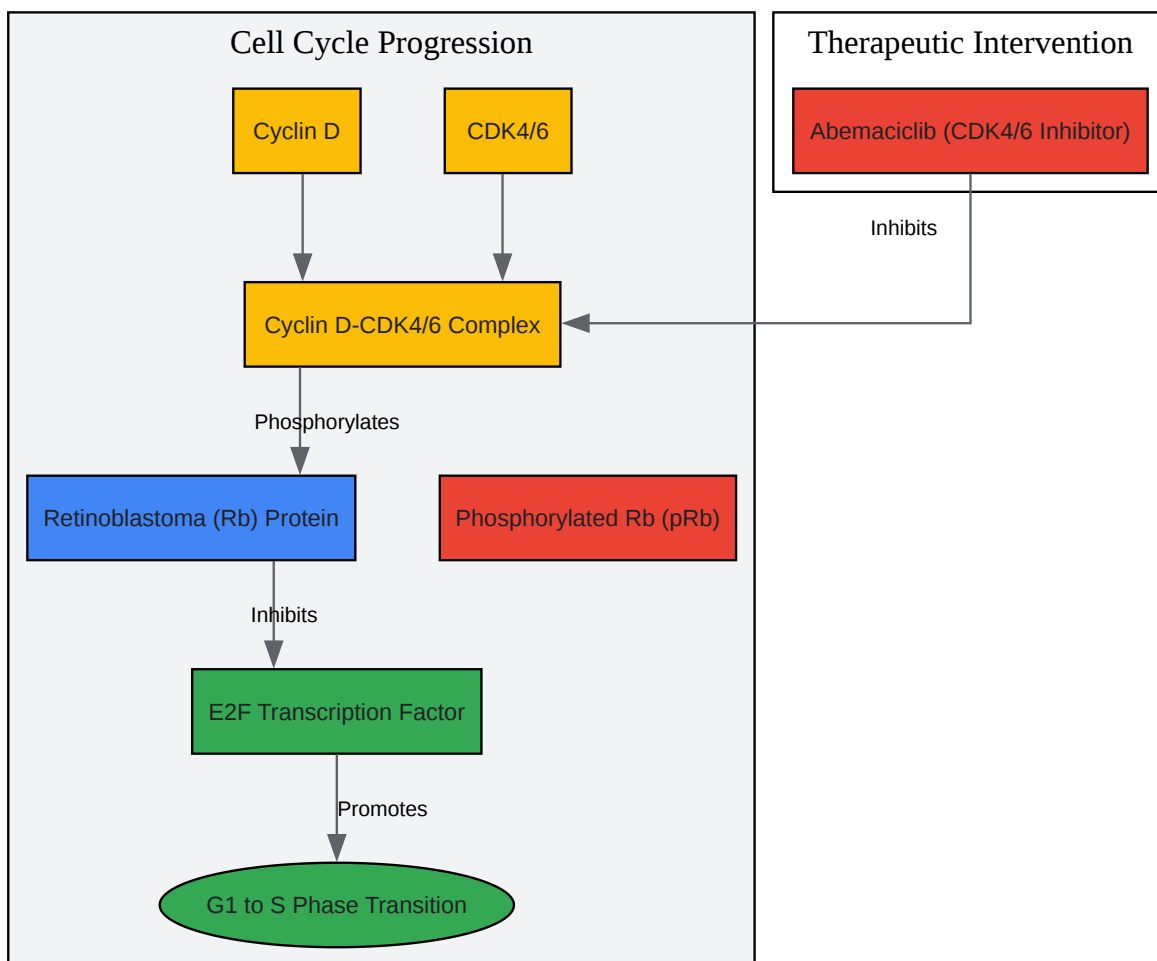 Cell Cycle Progression
Therapeutic Intervention
Cyclin D
CDK4/6
Abemaciclib (CDK4/6 Inhibitor)
Inhibits
Cyclin D-CDK4/6 Complex
Phosphorylates
Retinoblastoma (Rb) Protein
Phosphorylated Rb (pRb)
Inhibits
E2F Transcription Factor
Promotes
G1 to S Phase Transition